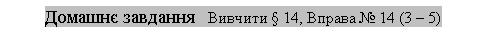 Домашнє завдання Вивчити § 14, Вправа № 14 (3 – 5)